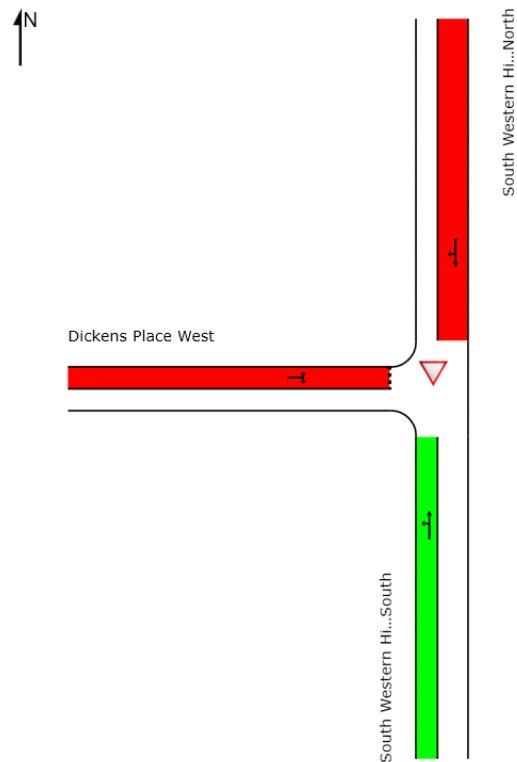 N
South Western Hi...North
Dickens Place West
South Western Hi...South